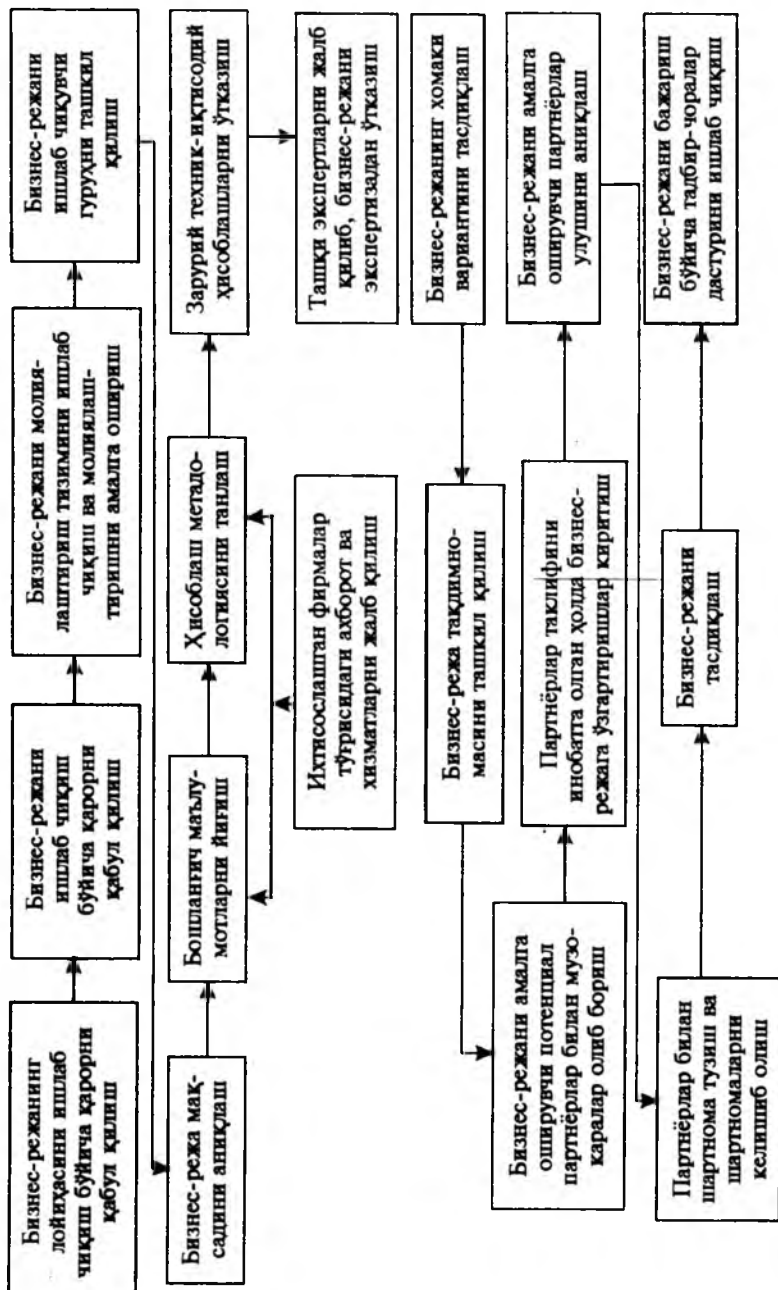 Бизнес-режанинг
лойиҳасини ишлаб
чиқиш бўйича қарорни
қабул қилиш
Бизнес-режани
ишлаб чиқиш
бўйича қарорни
қабул қилиш
Бизнес-режани молия-
лаштириш тизимини ишлаб
чиқиш ва молиялаш-
тиришни амалга ошириш
Бизнес-режани
ишлаб чиқувчи
гуруҳни ташкил
қилиш
Бизнес-режа мақ-
садини аниқлаш
Бошланғич маълу-
мотларни йиғиш
Ҳисоблаш метадо-
логиясини танлаш
Зарурий техник-иқтисодий
ҳисоблашларни ўтказиш
Ихтисослашган фирмалар
тўғрисидаги ахборот ва
хизматларни жалб қилиш
Ташқи экспертларни жалб
қилиб, бизнес-режани
экспертизадан ўтказиш
Бизнес-режанинг хомаки
вариантини тасдиқлаш
Бизнес-режа тақдимно-
масини ташкил қилиш
Бизнес-режани амалга
оширувчи потенциал
партнёрлар билан музо-
каралар олиб бориш
Партнёрлар таклифини
инобатга олган ҳолда бизнес-
режага ўзгартиришлар киритиш
Бизнес-режани амалга
оширувчи партнёрлар
улушини аниқлаш
Партнёрлар билан
шартнома тузиш ва
шартномаларни
келишиб олиш
Бизнес-режани
тасдиқлаш
Бизнес-режани бажариш
бўйича тадбир-чоралар
дастурини ишлаб чиқиш